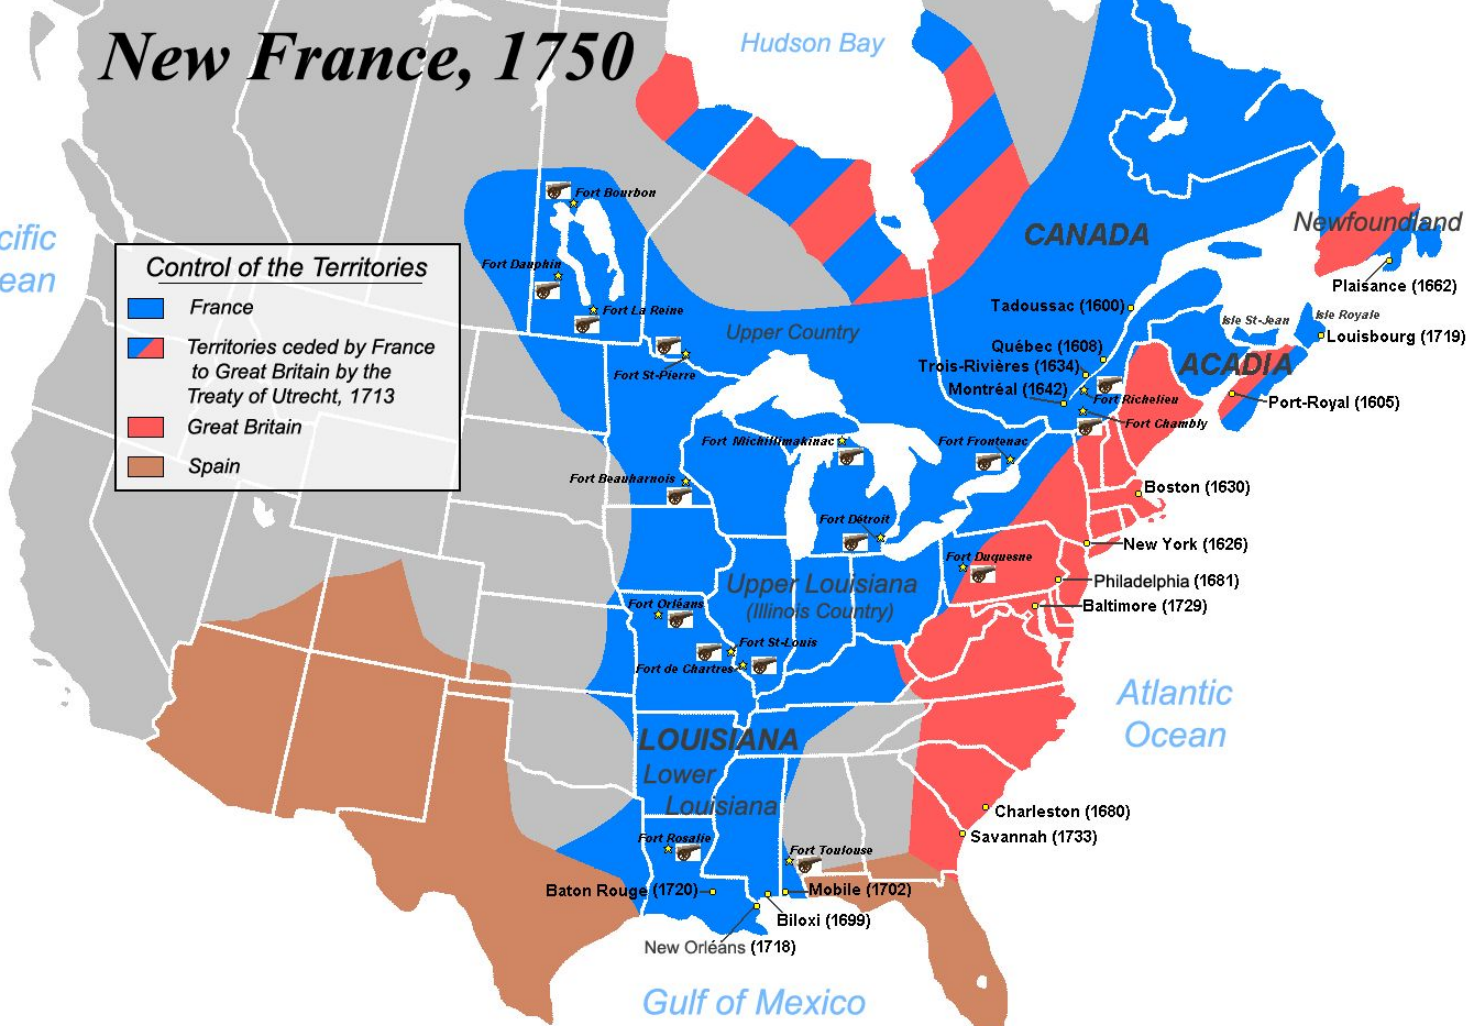 New France, 1750
Hudson Bay
cific
ean
Control of the Territories
France
Territories ceded by France
to Great Britain by the
Treaty of Utrecht, 1713
Great Britain
Spain
Fort Bourbon
Fort Dauphin
Fort La Reine
Fort St-Pierre
Upper Country
CANADA
Newfoundland
Plaisance (1662)
Tadoussac (1600)
Isle St-Jean
Isle Royale
Louisbourg (1719)
Québec (1608)
Trois-Rivières (1634)
Montréal (1642)
ACADIA
Fort Richelieu
Port-Royal (1605)
Fort Chambly
Fort Michillimakinac
Fort Frontenac
Fort Beauharnois
Boston (1630)
Fort Détroit
New York (1626)
Fort Duquesne
Philadelphia (1681)
Upper Louisiana
(Illinois Country)
Baltimore (1729)
Fort Orléans
Fort St-Louis
Fort de Chartres
Atlantic
Ocean
LOUISIANA
Lower
Louisiana
Charleston (1680)
Savannah (1733)
Fort Rosalie
Fort Toulouse
Baton Rouge (1720)
Mobile (1702)
Biloxi (1699)
New Orléans (1718)
Gulf of Mexico